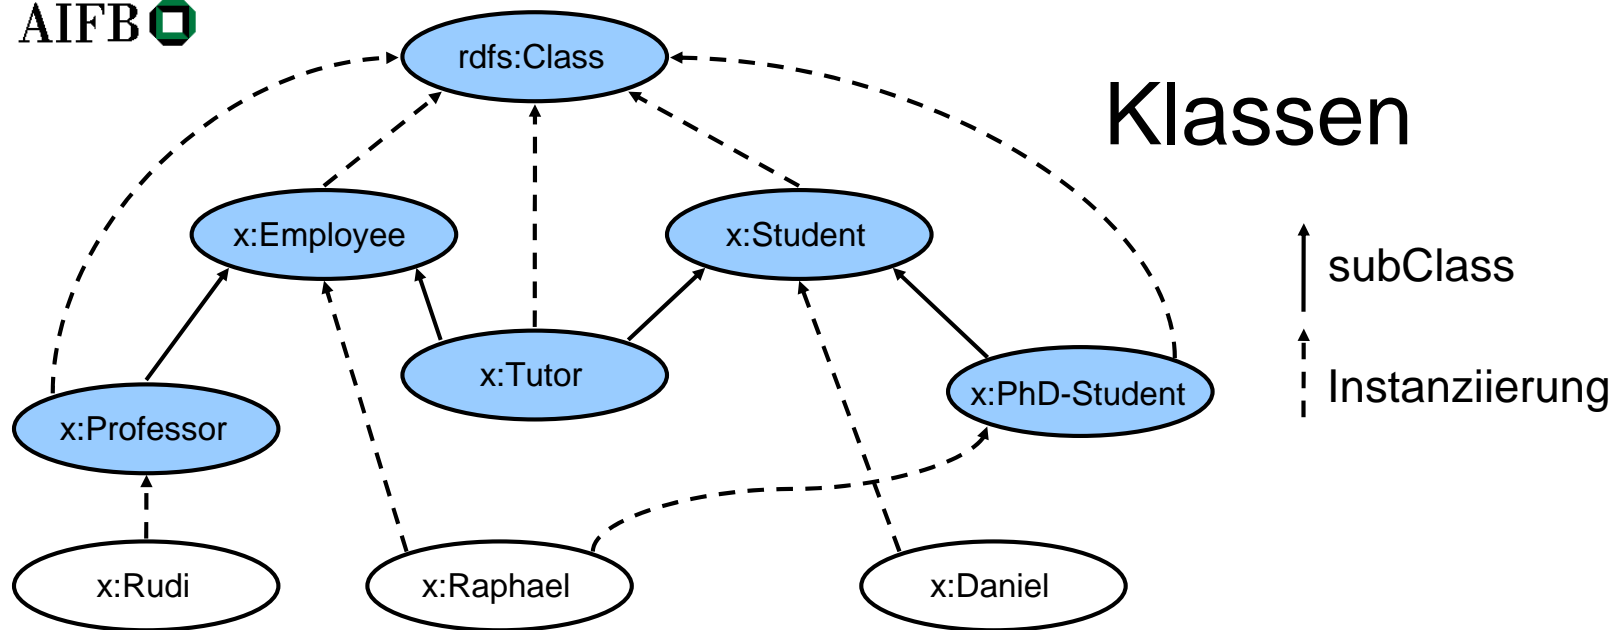 AIFB
rdfs:Class
Klassen
x:Employee
x:Student
subClass
x:Tutor
x:PhD-Student
Instanziierung
x:Professor
x:Rudi
x:Raphael
x:Daniel